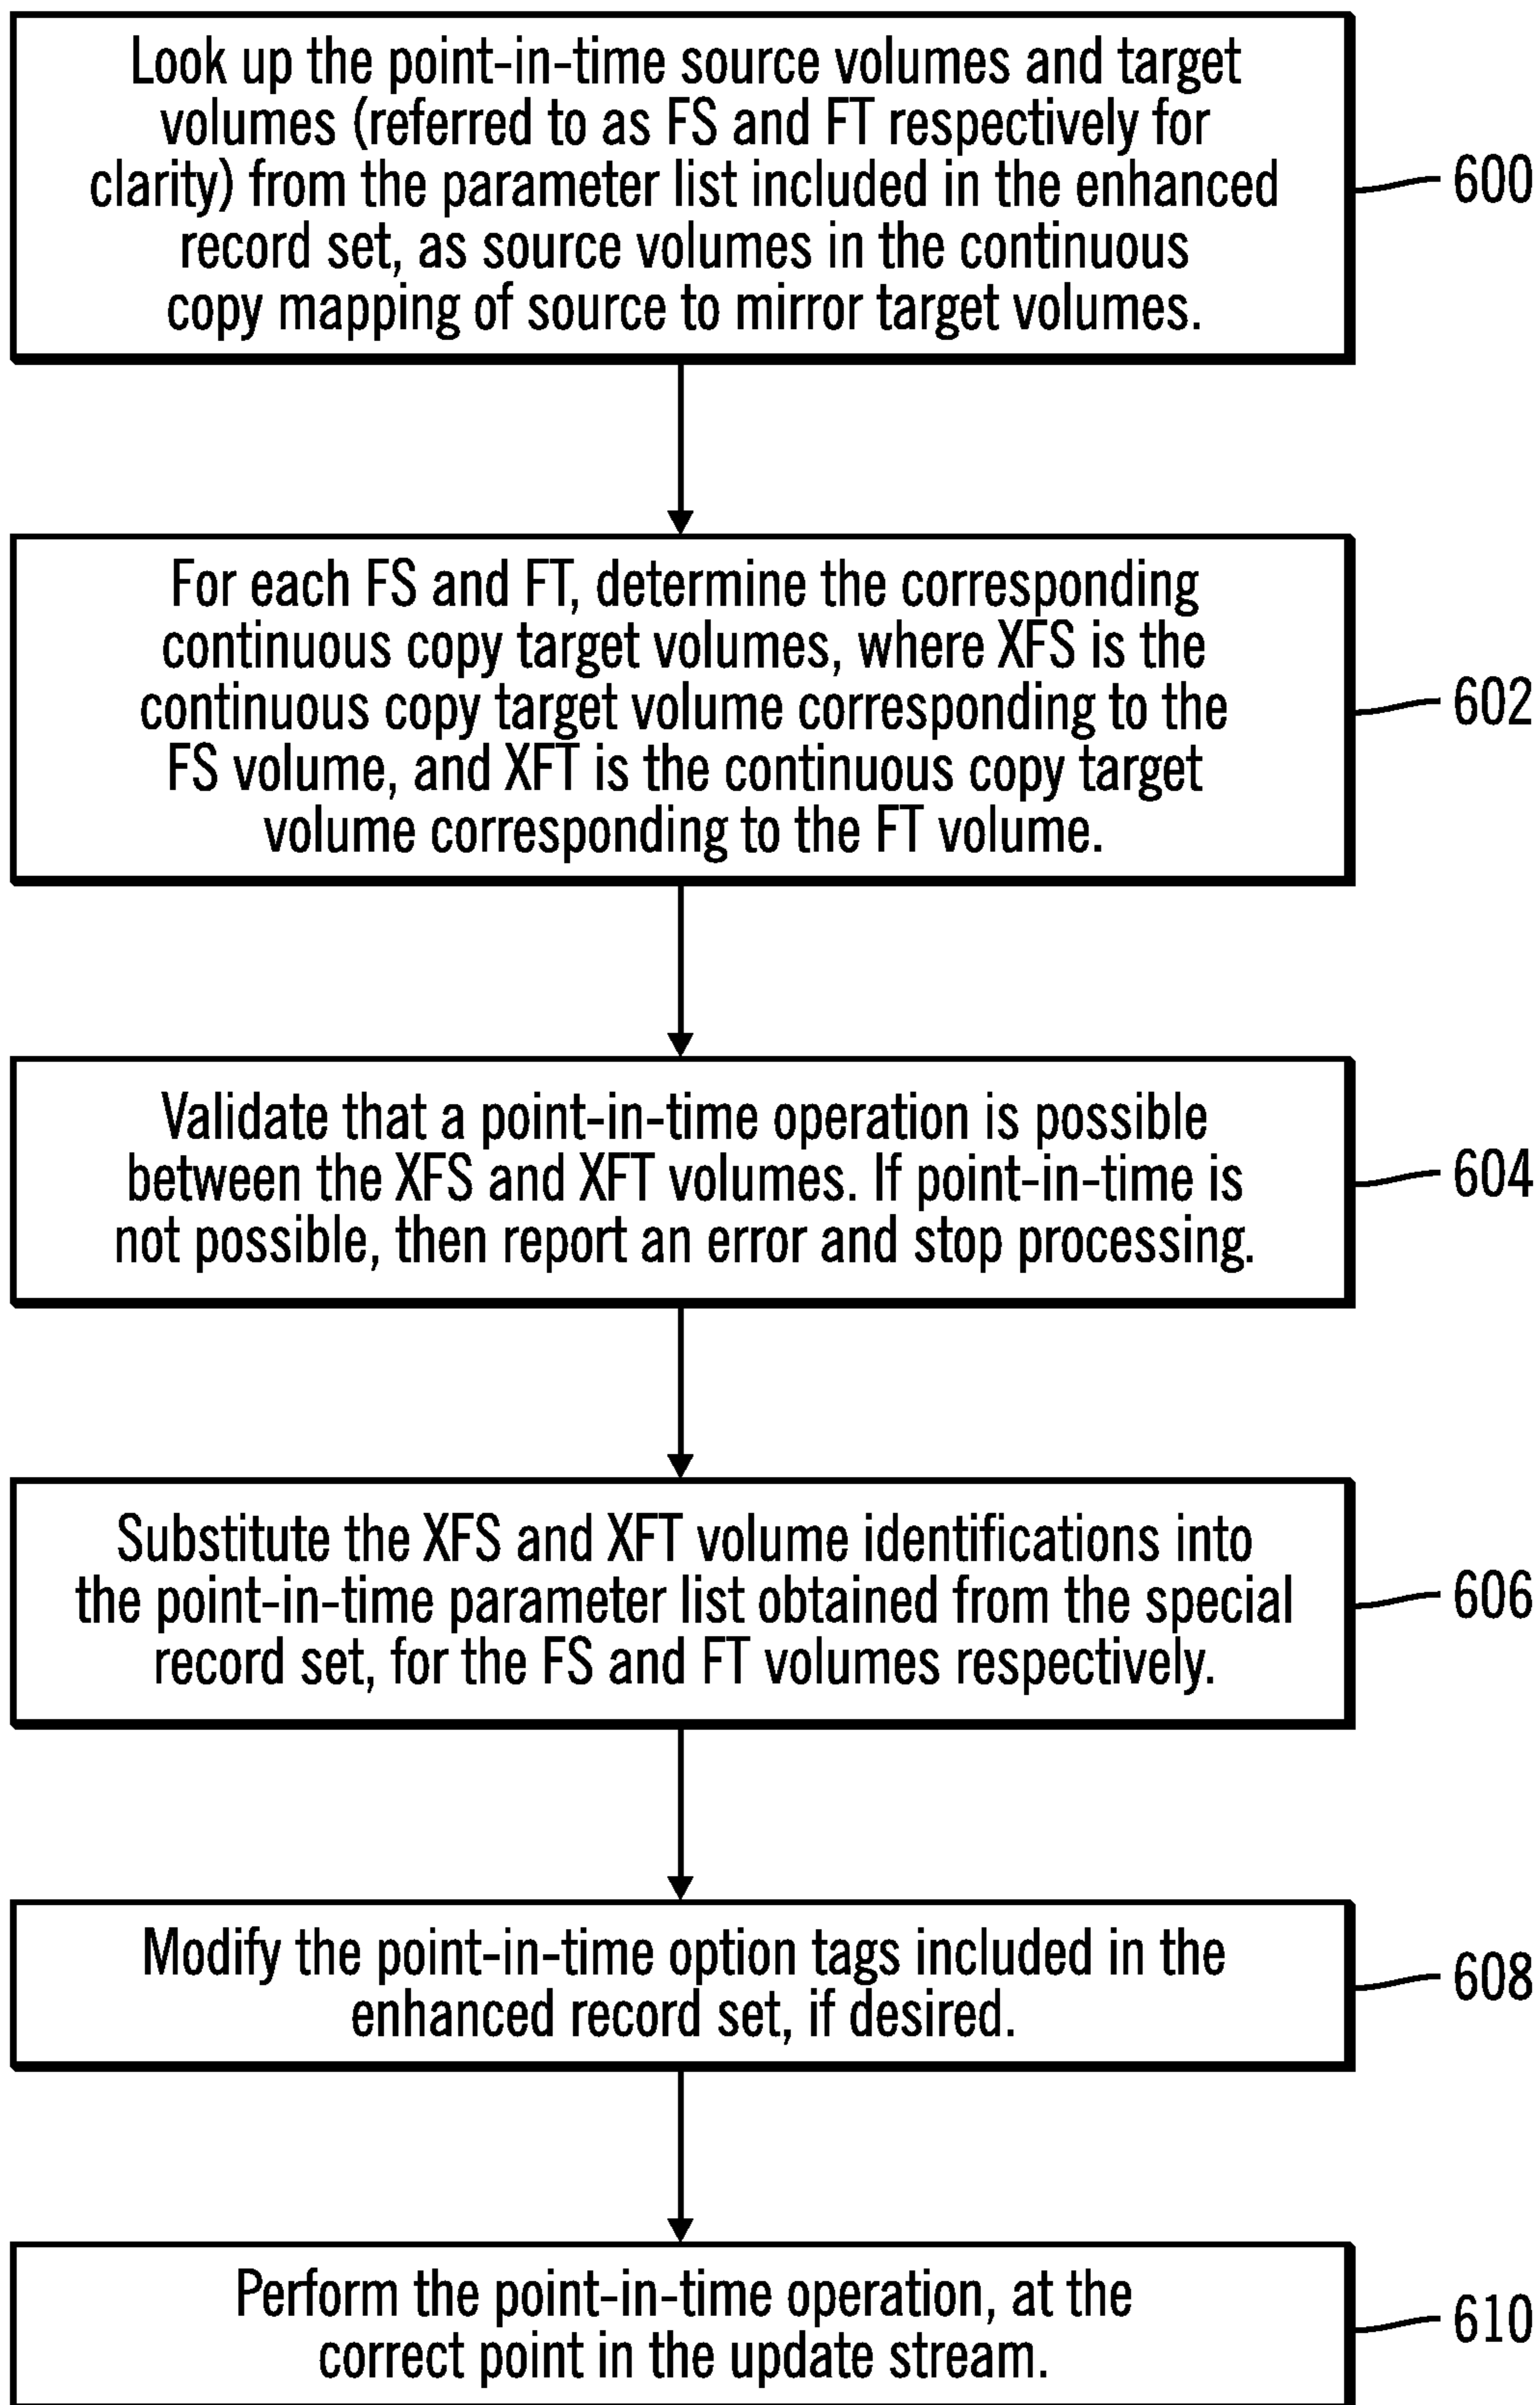 Look up the point-in-time source volumes and target
volumes (referred to as FS and FT respectively for
clarity) from the parameter list included in the enhanced
record set, as source volumes in the continuous
copy mapping of source to mirror target volumes.
600
For each FS and FT, determine the corresponding
continuous copy target volumes, where XFS is the
continuous copy target volume corresponding to the
FS volume, and XFT is the continuous copy target
volume corresponding to the FT volume.
602
Validate that a point-in-time operation is possible
between the XFS and XFT volumes. If point-in-time is
not possible, then report an error and stop processing.
604
Substitute the XFS and XFT volume identifications into
the point-in-time parameter list obtained from the special
record set, for the FS and FT volumes respectively.
606
Modify the point-in-time option tags included in the
enhanced record set, if desired.
608
Perform the point-in-time operation, at the
correct point in the update stream.
610